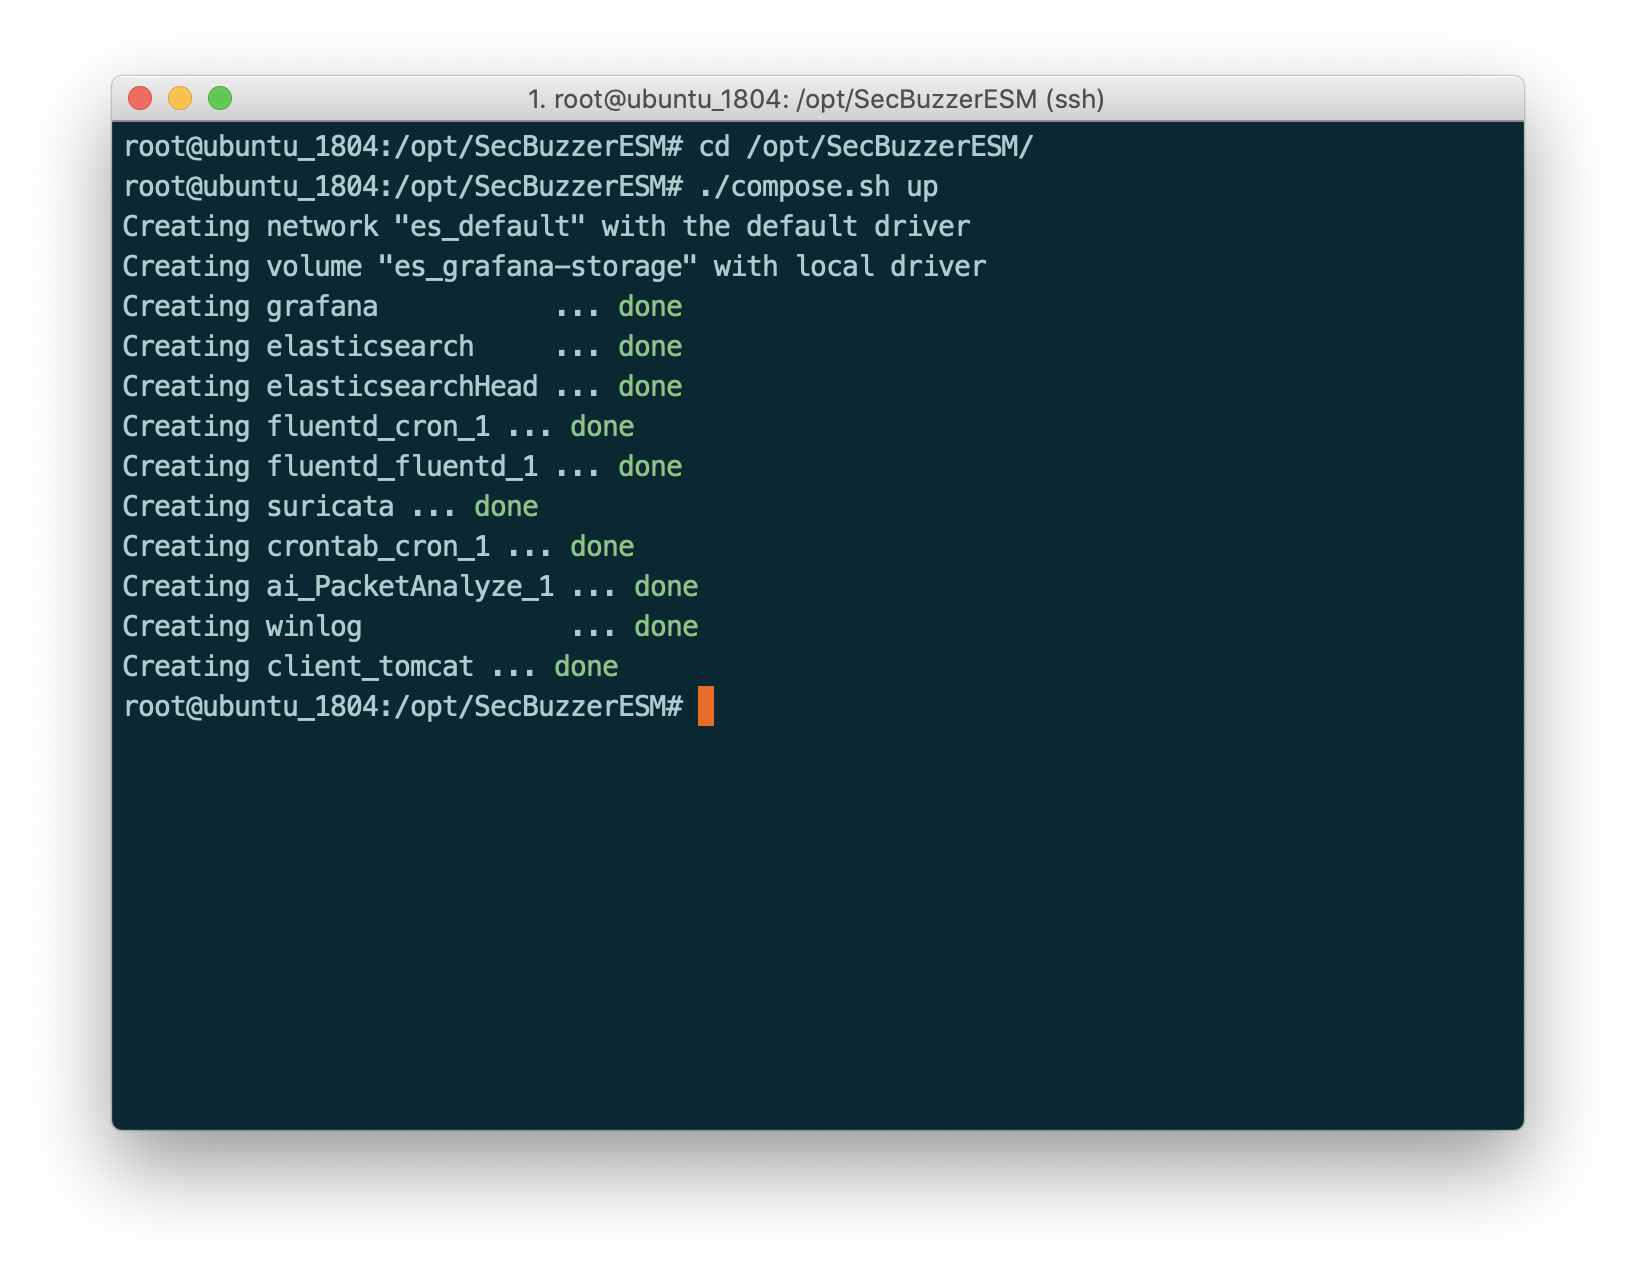 1. root@ubuntu_1804: /opt/SecBuzzerESM (ssh)
root@ubuntu_1804:/opt/SecBuzzerESM# cd /opt/SecBuzzerESM/
root@ubuntu_1804:/opt/SecBuzzerESM# ./compose.sh up
Creating network "es_default" with the default driver
Creating volume "es_grafana-storage" with local driver
Creating grafana           ... done
Creating elasticsearch     ... done
Creating elasticsearchHead ... done
Creating fluentd_cron_1 ... done
Creating fluentd_fluentd_1 ... done
Creating suricata ... done
Creating crontab_cron_1 ... done
Creating ai_PacketAnalyze_1 ... done
Creating winlog             ... done
Creating client_tomcat ... done
root@ubuntu_1804:/opt/SecBuzzerESM#